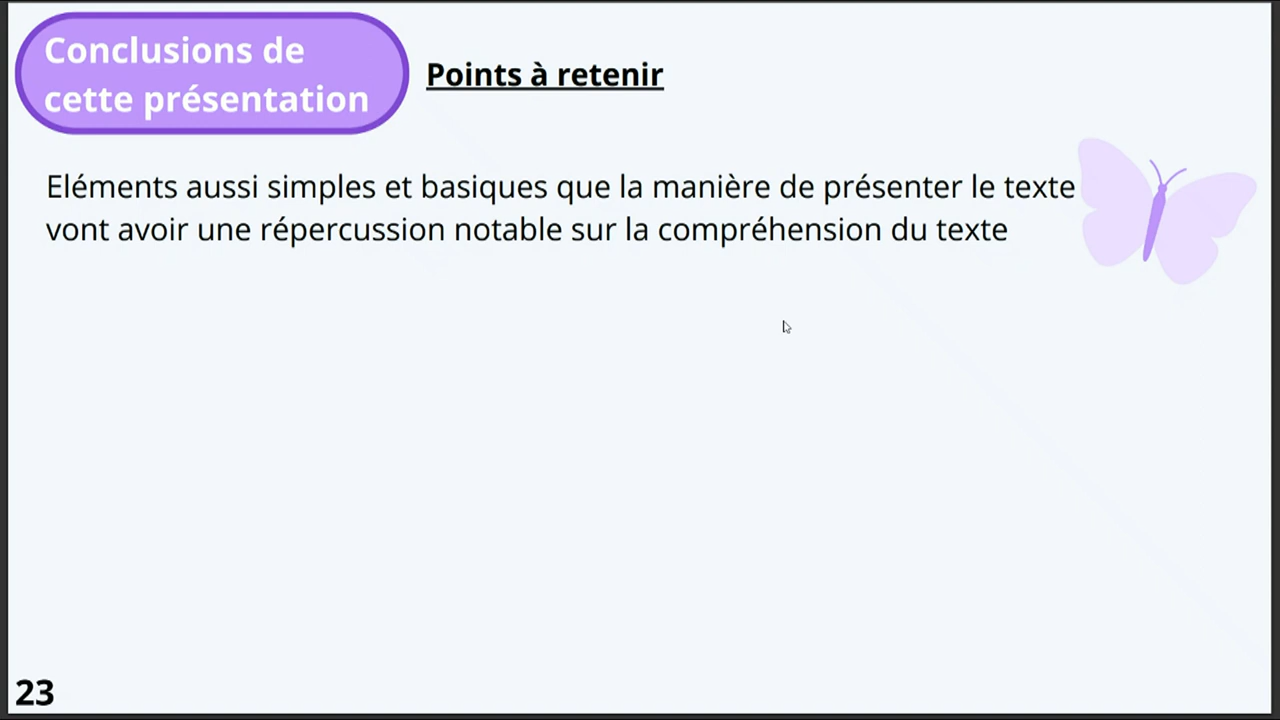 Conclusions de
cette présentation
Points à retenir
Eléments aussi simples et basiques que la manière de présenter le texte
vont avoir une répercussion notable sur la compréhension du texte
23